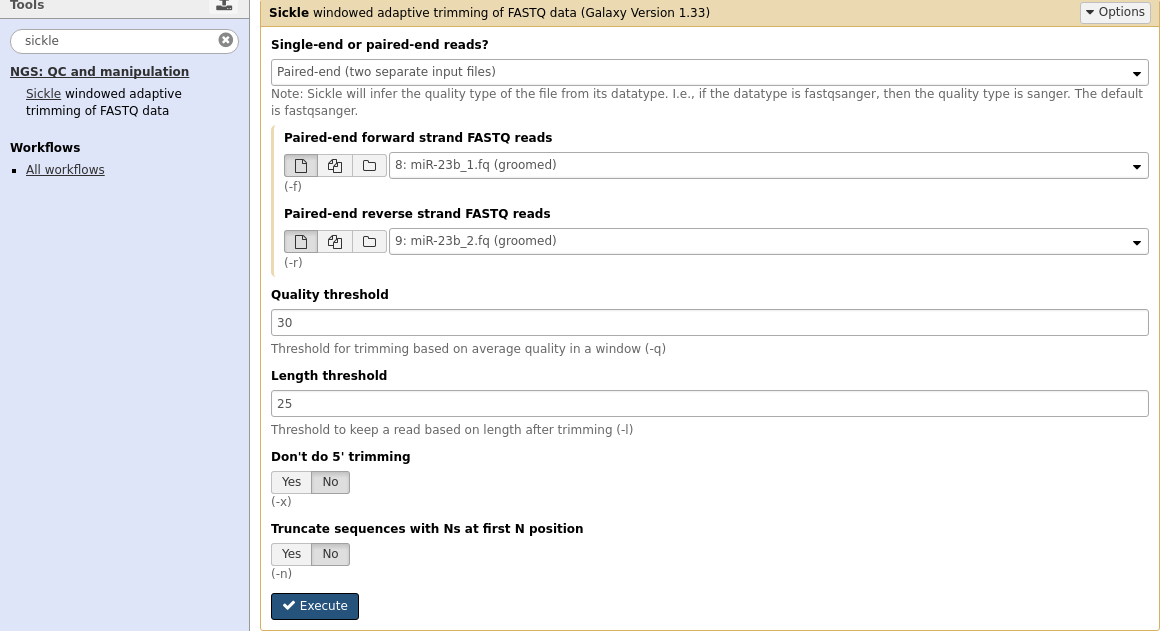 Tools
sickle
NGS: QC and manipulation
Sickle windowed adaptive
trimming of FASTQ data
Workflows
All workflows
Sickle windowed adaptive trimming of FASTQ data (Galaxy Version 1.33)
Options
Single-end or paired-end reads?
Paired-end (two separate input files)
Note: Sickle will infer the quality type of the file from its datatype. I.e., if the datatype is fastqsanger, then the quality type is sanger. The default
is fastqsanger.
Paired-end forward strand FASTQ reads
8: miR-23b_1.fq (groomed)
(-f)
Paired-end reverse strand FASTQ reads
9: miR-23b_2.fq (groomed)
(-r)
Quality threshold
30
Threshold for trimming based on average quality in a window (-q)
Length threshold
25
Threshold to keep a read based on length after trimming (-l)
Don't do 5' trimming
Yes No
(-x)
Truncate sequences with Ns at first N position
Yes No
(-n)
Execute